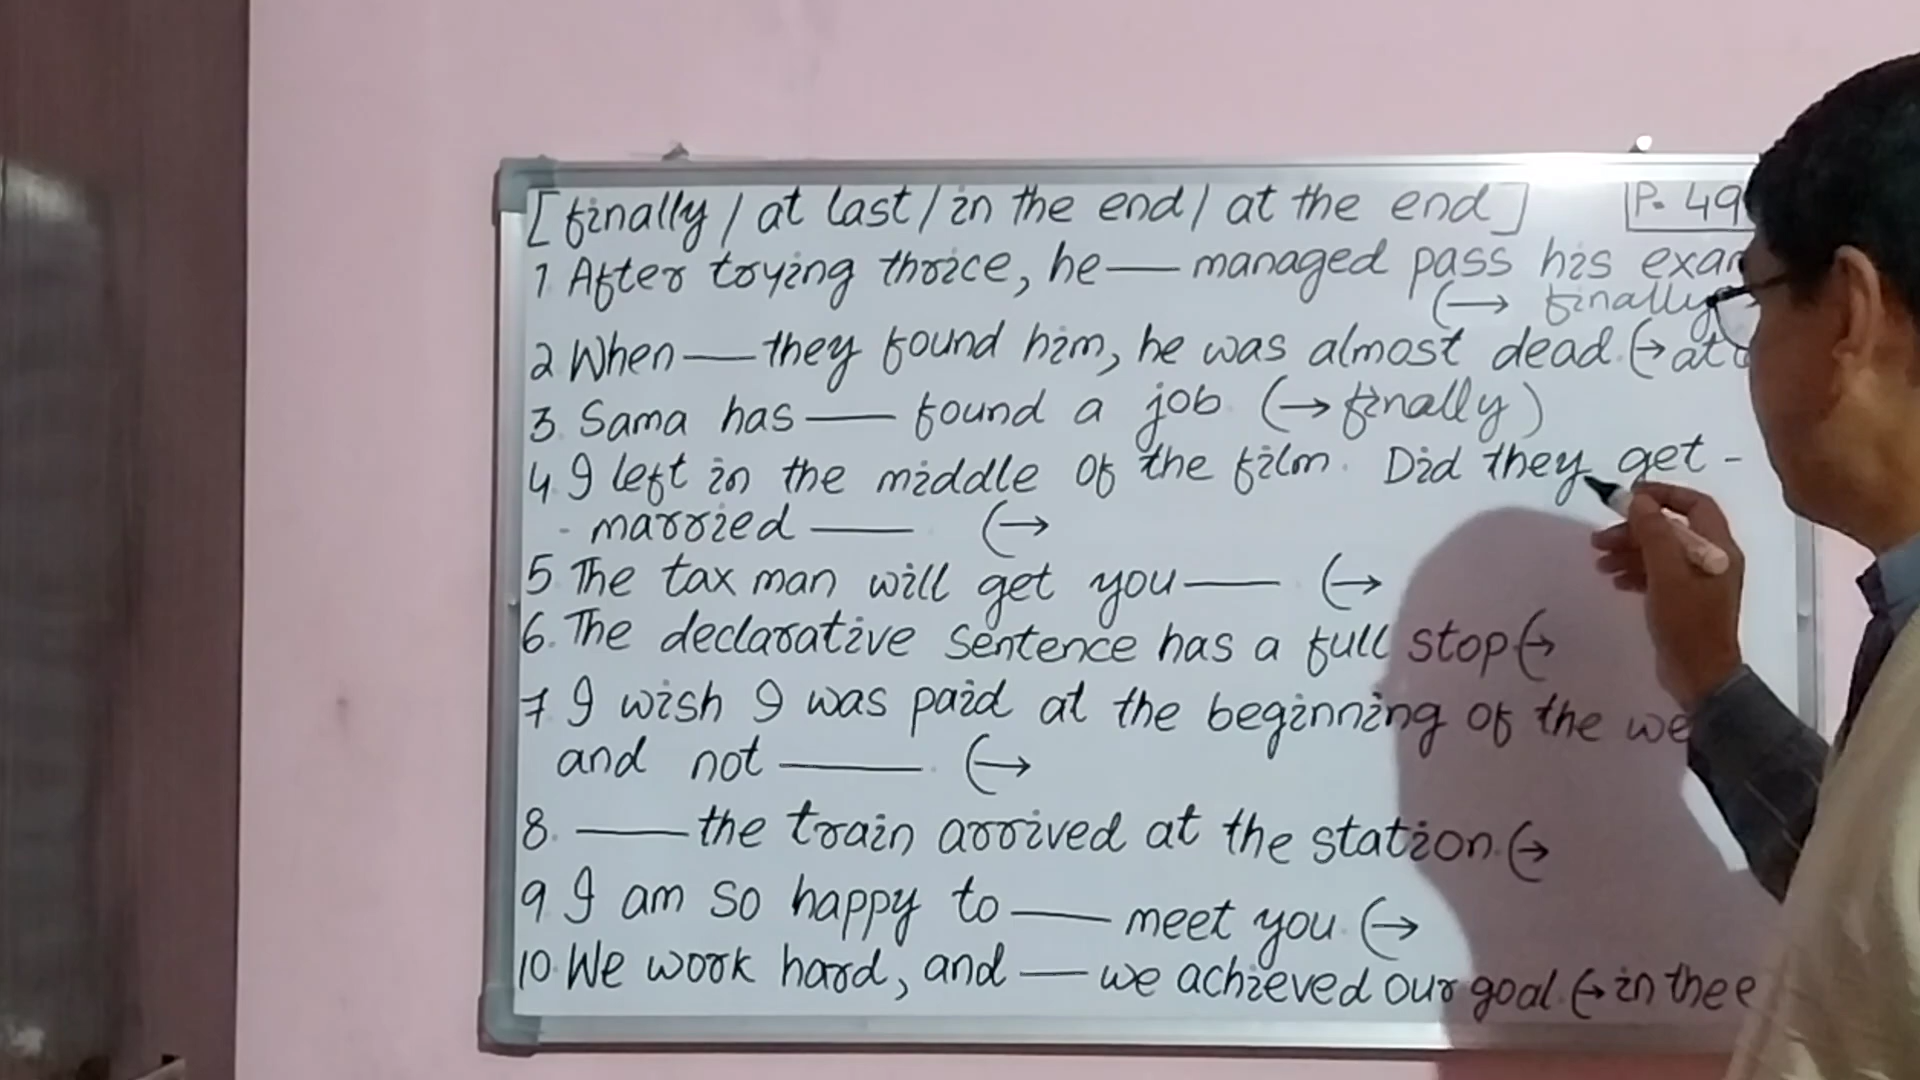 [finally / at last / in the end / at the end] P. 49
1. After trying thrice, he — managed pass his exam
(→ finally
2 When — they found him, he was almost dead. (→ at
3. Sama has — found a job. (→ finally)
4. I left in the middle of the film. Did they get -
- married — (→
5. The tax man will get you — (→
6. The declarative sentence has a full stop (→
7. I wish I was paid at the beginning of the we
and not —. (→
8. — the train arrived at the station. (→
9. I am so happy to — meet you. (→
10. We work hard, and — we achieved our goal. (→ in the e